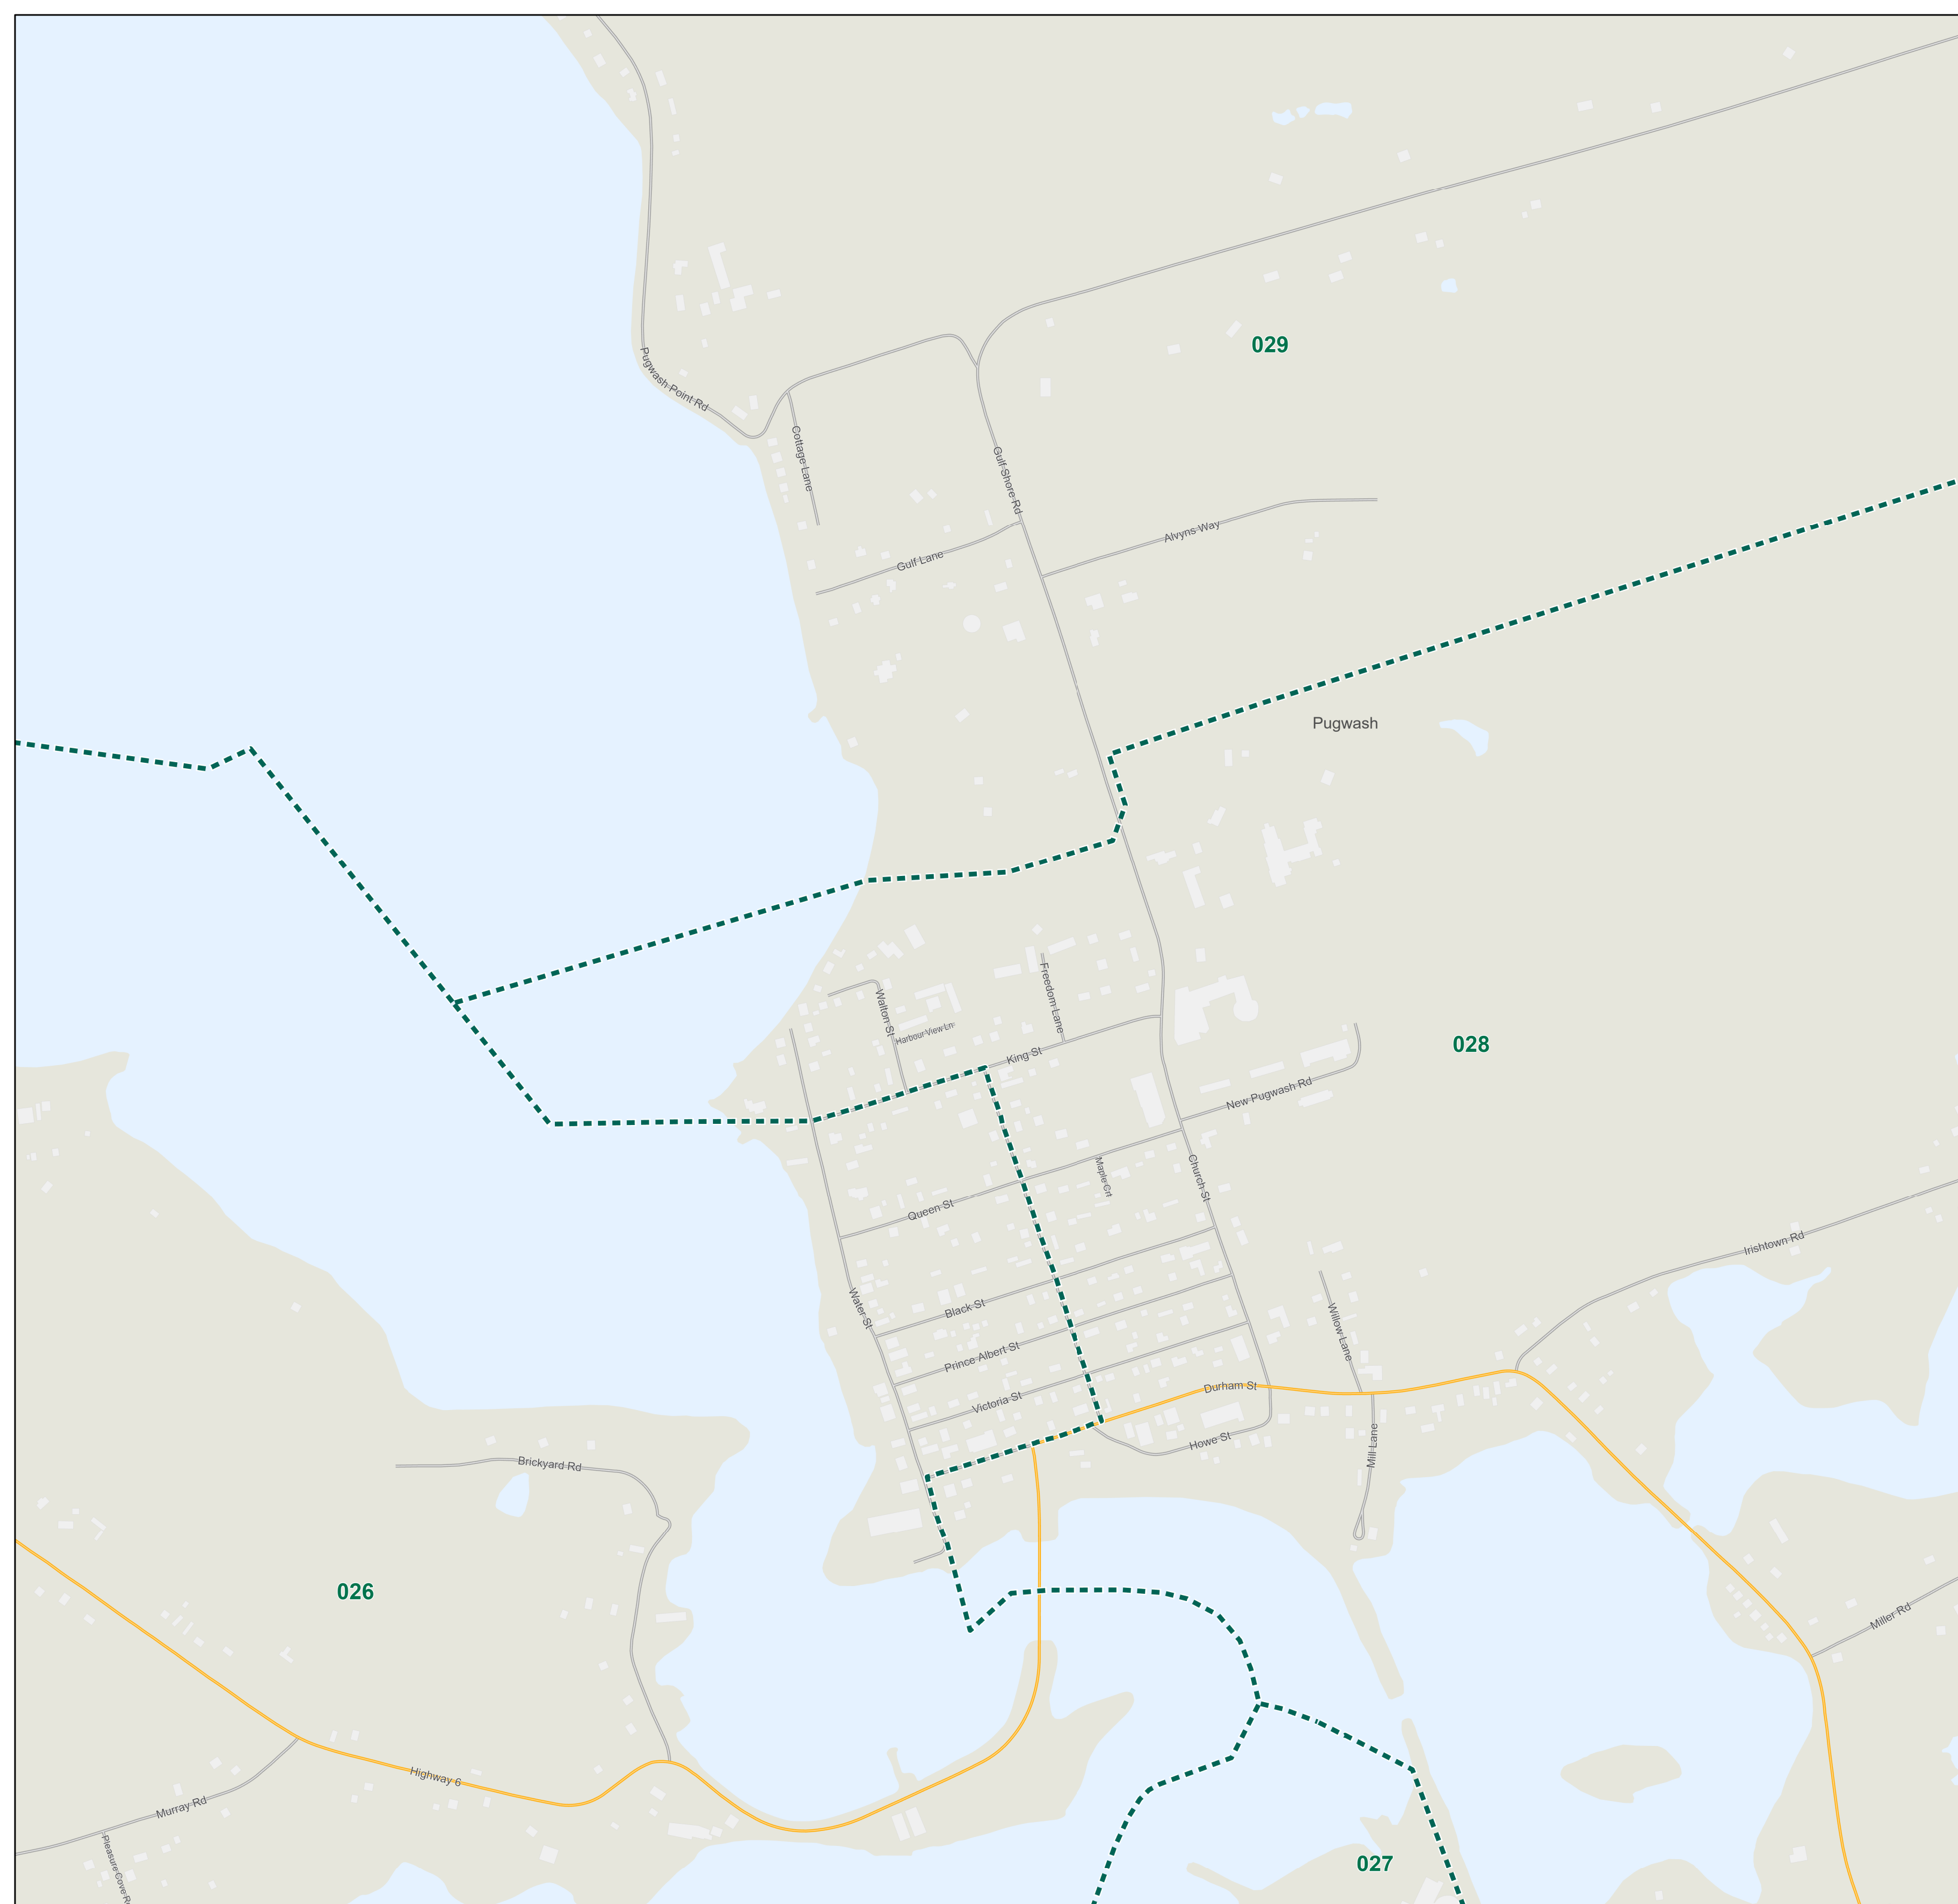 029
Pugwash Point Rd
Cottage Lane
Gulf Shore Rd
Alvyns Way
Gulf Lane
Pugwash
Freedom Lane
Walton St
Harbour View Ln
King St
028
New Pugwash Rd
Maple Crt
Church St
Queen St
Irishtown Rd
Water St
Black St
Willow Lane
Prince Albert St
Durham St
Victoria St
Howe St
Mill Lane
Brickyard Rd
026
Miller Rd
Highway 6
Murray Rd
Pleasure Cove R
027